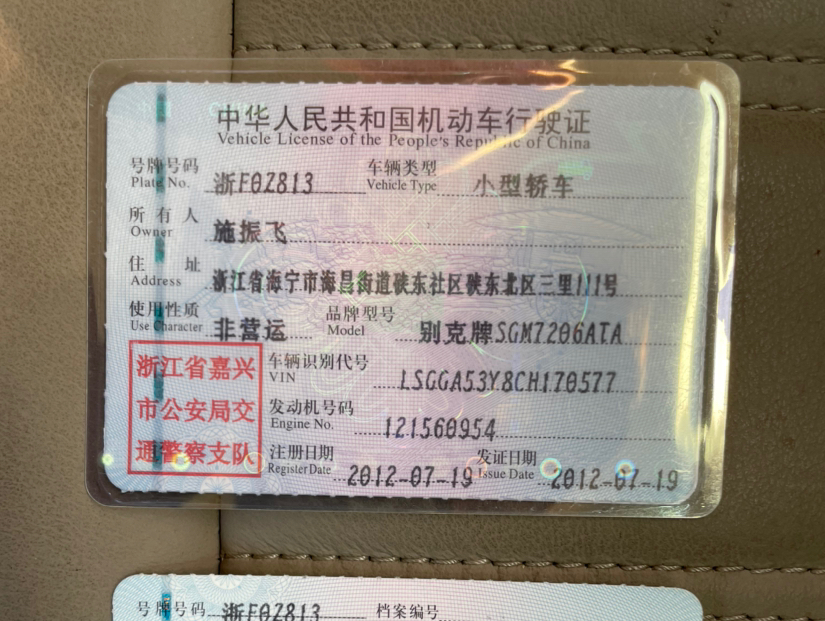 中华人民共和国机动车行驶证
Vehicle License of the People's Republic of China
号牌号码 浙F0Z813 车辆类型 小型轿车
Plate No. Vehicle Type
所有人 施振飞
Owner
住址 浙江省海宁市海昌街道硖东社区硖东北区三里111号
Address
使用性质 非营运 品牌型号 别克牌SGM7206ATA
Use Character Model
浙江省嘉兴
市公安局交
通警察支队
车辆识别代号 LSGGA53Y8CH170577
VIN
发动机号码 121560954
Engine No.
注册日期 2012-07-19 发证日期 2012-07-19
Register Date Issue Date
号牌号码 浙F0Z813 档案编号